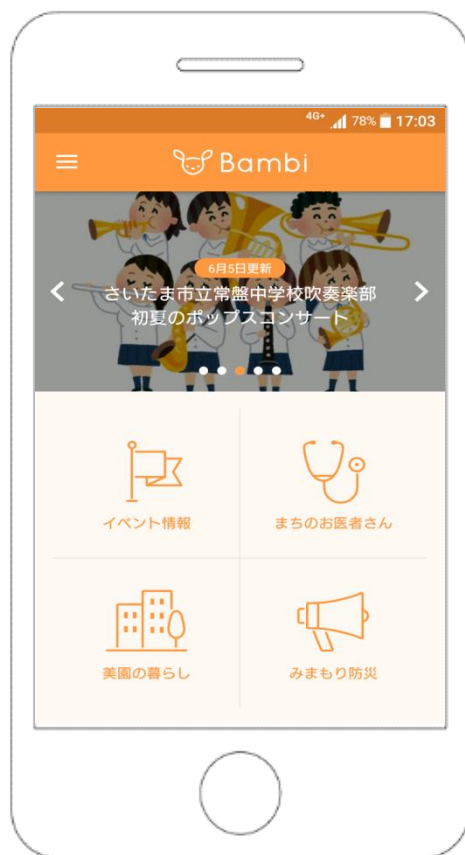 4G+ 78% 17:03
Bambi
6月5日更新
さいたま市立常盤中学校吹奏楽部
初夏のポップスコンサート
イベント情報
まちのお医者さん
美園の暮らし
みまもり防災